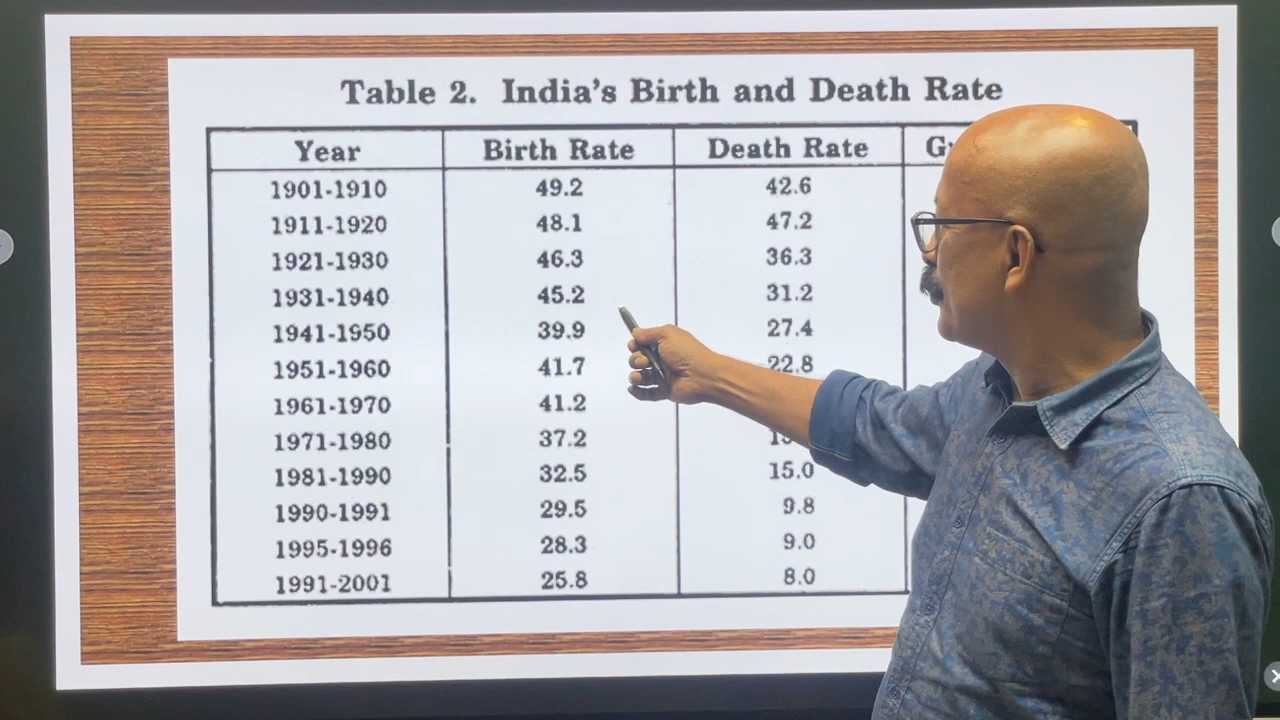 Table 2. India's Birth and Death Rate
Year Birth Rate Death Rate
1901-1910 49.2 42.6
1911-1920 48.1 47.2
1921-1930 46.3 36.3
1931-1940 45.2 31.2
1941-1950 39.9 27.4
1951-1960 41.7 22.8
1961-1970 41.2
1971-1980 37.2
1981-1990 32.5 15.0
1990-1991 29.5 9.8
1995-1996 28.3 9.0
1991-2001 25.8 8.0